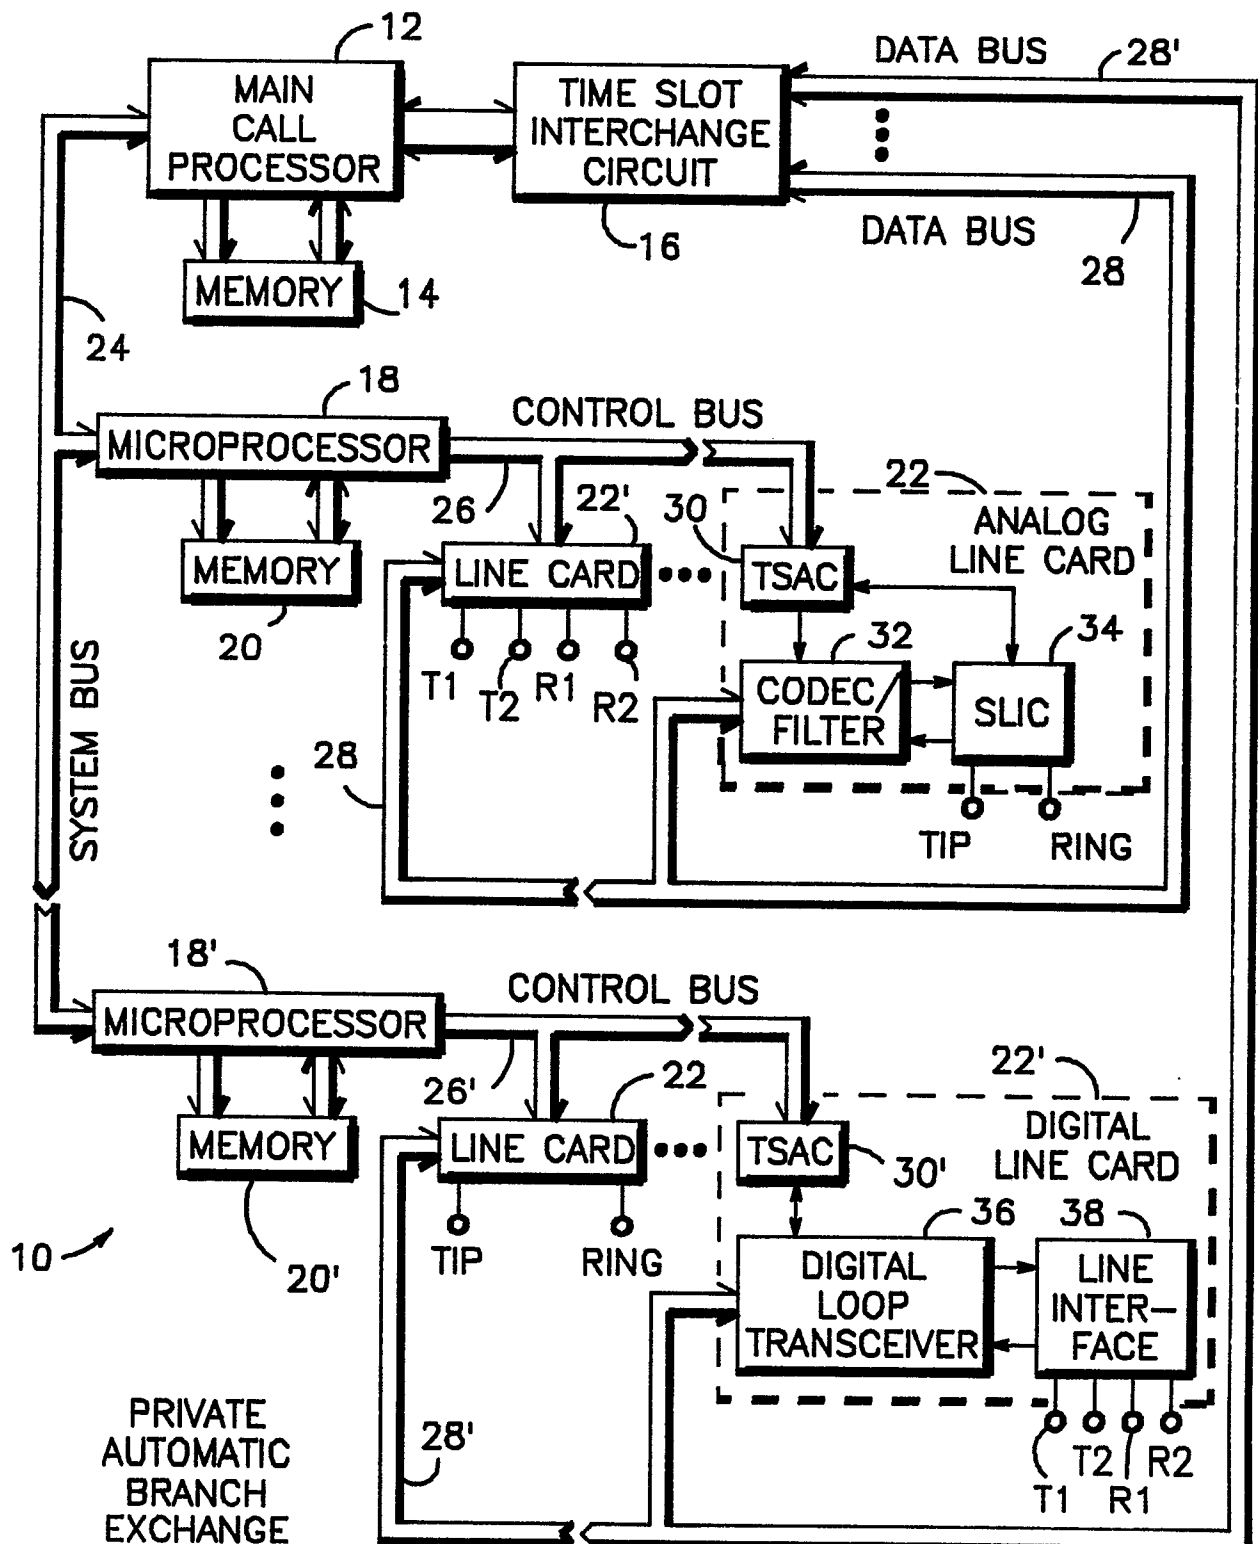 12
DATA BUS
28'
MAIN
CALL
PROCESSOR
TIME SLOT
INTERCHANGE
CIRCUIT
16
DATA BUS
28
MEMORY
14
24
18
CONTROL BUS
MICROPROCESSOR
26
22'
30
22
ANALOG
LINE CARD
MEMORY
LINE CARD
TSAC
20
T1
T2
R1
R2
32
34
CODEC/
FILTER
SLIC
SYSTEM BUS
28
TIP
RING
18'
CONTROL BUS
MICROPROCESSOR
26'
22
22'
DIGITAL
LINE CARD
MEMORY
LINE CARD
TSAC
30'
20'
TIP
RING
36
38
10
DIGITAL
LOOP
TRANSCEIVER
LINE
INTER-
FACE
28'
T1
T2
R1
R2
PRIVATE
AUTOMATIC
BRANCH
EXCHANGE